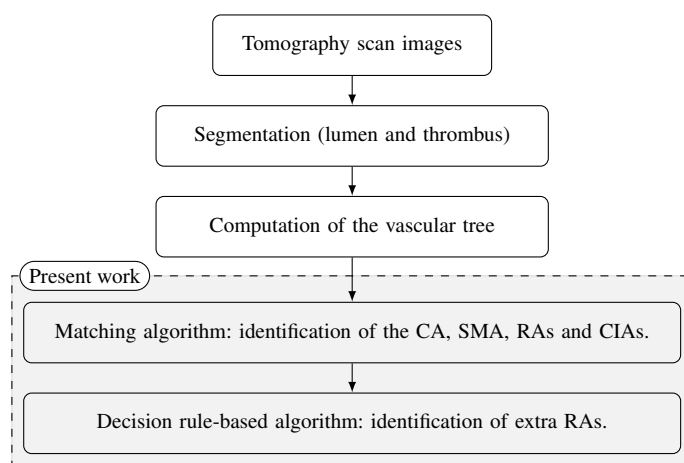 Tomography scan images
Segmentation (lumen and thrombus)
Computation of the vascular tree
Present work
Matching algorithm: identification of the CA, SMA, RAs and CIAs.
Decision rule-based algorithm: identification of extra RAs.